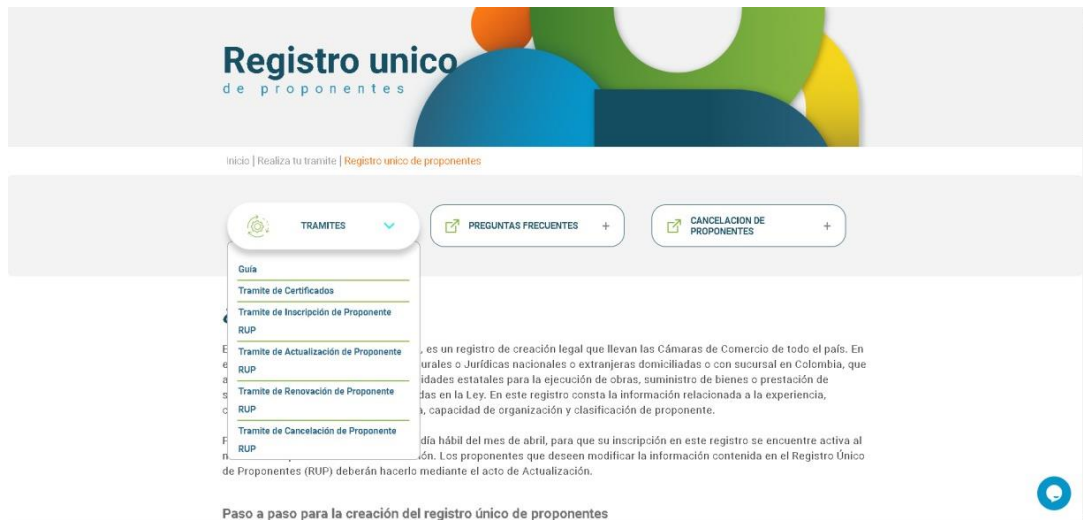 Registro unico
de proponentes
Inicio | Realiza tu tramite | Registro unico de proponentes
TRAMITES
PREGUNTAS FRECUENTES +
CANCELACION DE
PROPONENTES +
Guía
Tramite de Certificados
Tramite de Inscripción de Proponente
RUP
Tramite de Actualización de Proponente
RUP
Tramite de Renovación de Proponente
RUP
Tramite de Cancelación de Proponente
RUP
, es un registro de creación legal que llevan las Cámaras de Comercio de todo el país. En
urales o Jurídicas nacionales o extranjeras domiciliadas o con sucursal en Colombia, que
idades estatales para la ejecución de obras, suministro de bienes o prestación de
das en la Ley. En este registro consta la información relacionada a la experiencia,
, capacidad de organización y clasificación de proponente.
día hábil del mes de abril, para que su inscripción en este registro se encuentre activa al
ión. Los proponentes que deseen modificar la información contenida en el Registro Único
de Proponentes (RUP) deberán hacerlo mediante el acto de Actualización.
Paso a paso para la creación del registro único de proponentes